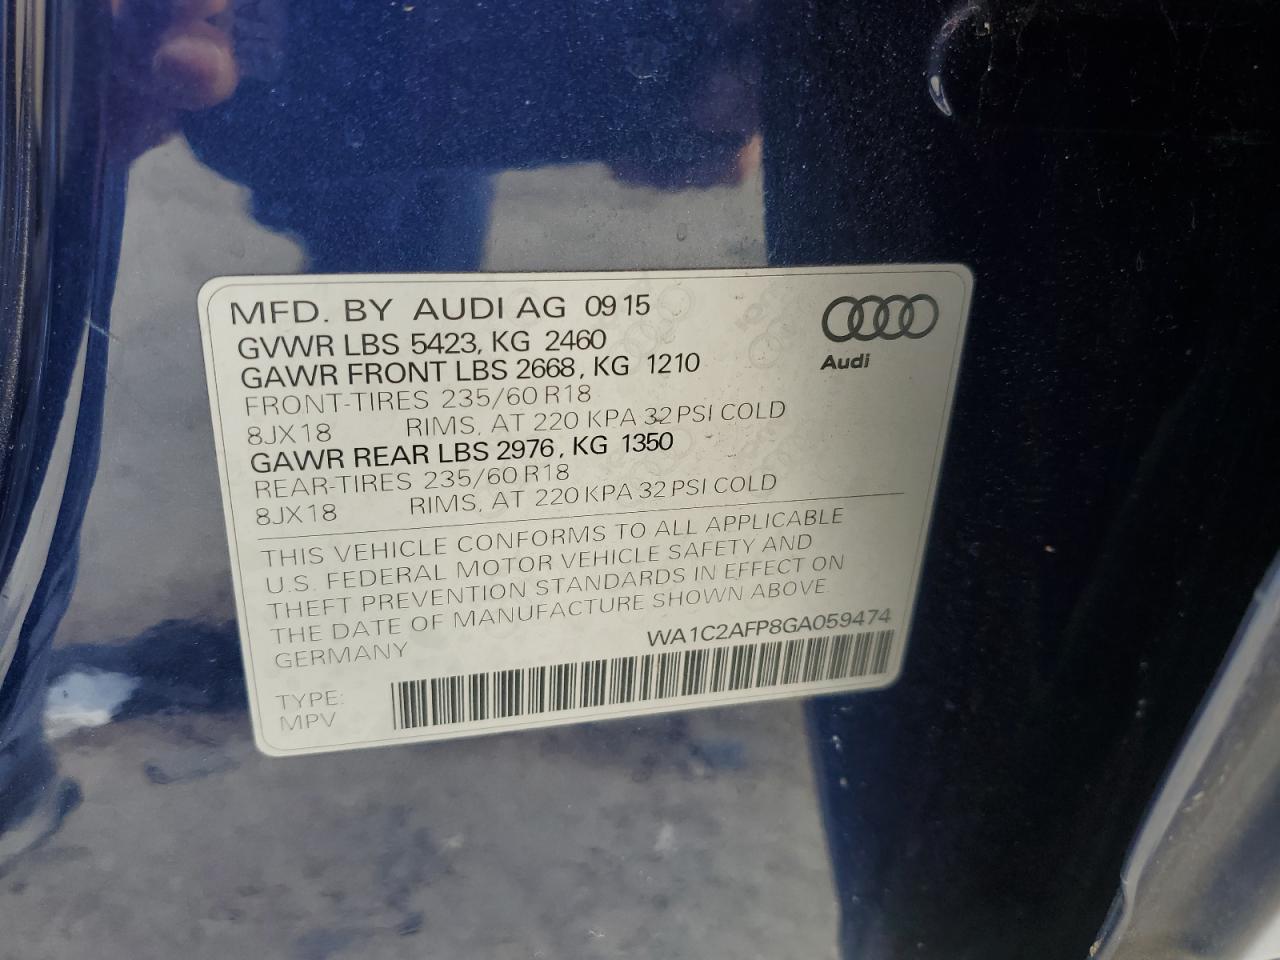 MFD. BY AUDI AG 09 15
GVWR LBS 5423, KG 2460
GAWR FRONT LBS 2668, KG 1210
FRONT-TIRES 235/60 R18
8JX18 RIMS, AT 220 KPA 32 PSI COLD
GAWR REAR LBS 2976, KG 1350
REAR-TIRES 235/60 R18
8JX18 RIMS, AT 220 KPA 32 PSI COLD
Audi
THIS VEHICLE CONFORMS TO ALL APPLICABLE
U.S. FEDERAL MOTOR VEHICLE SAFETY AND
THEFT PREVENTION STANDARDS IN EFFECT ON
THE DATE OF MANUFACTURE SHOWN ABOVE.
GERMANY WA1C2AFP8GA059474
TYPE:
MPV